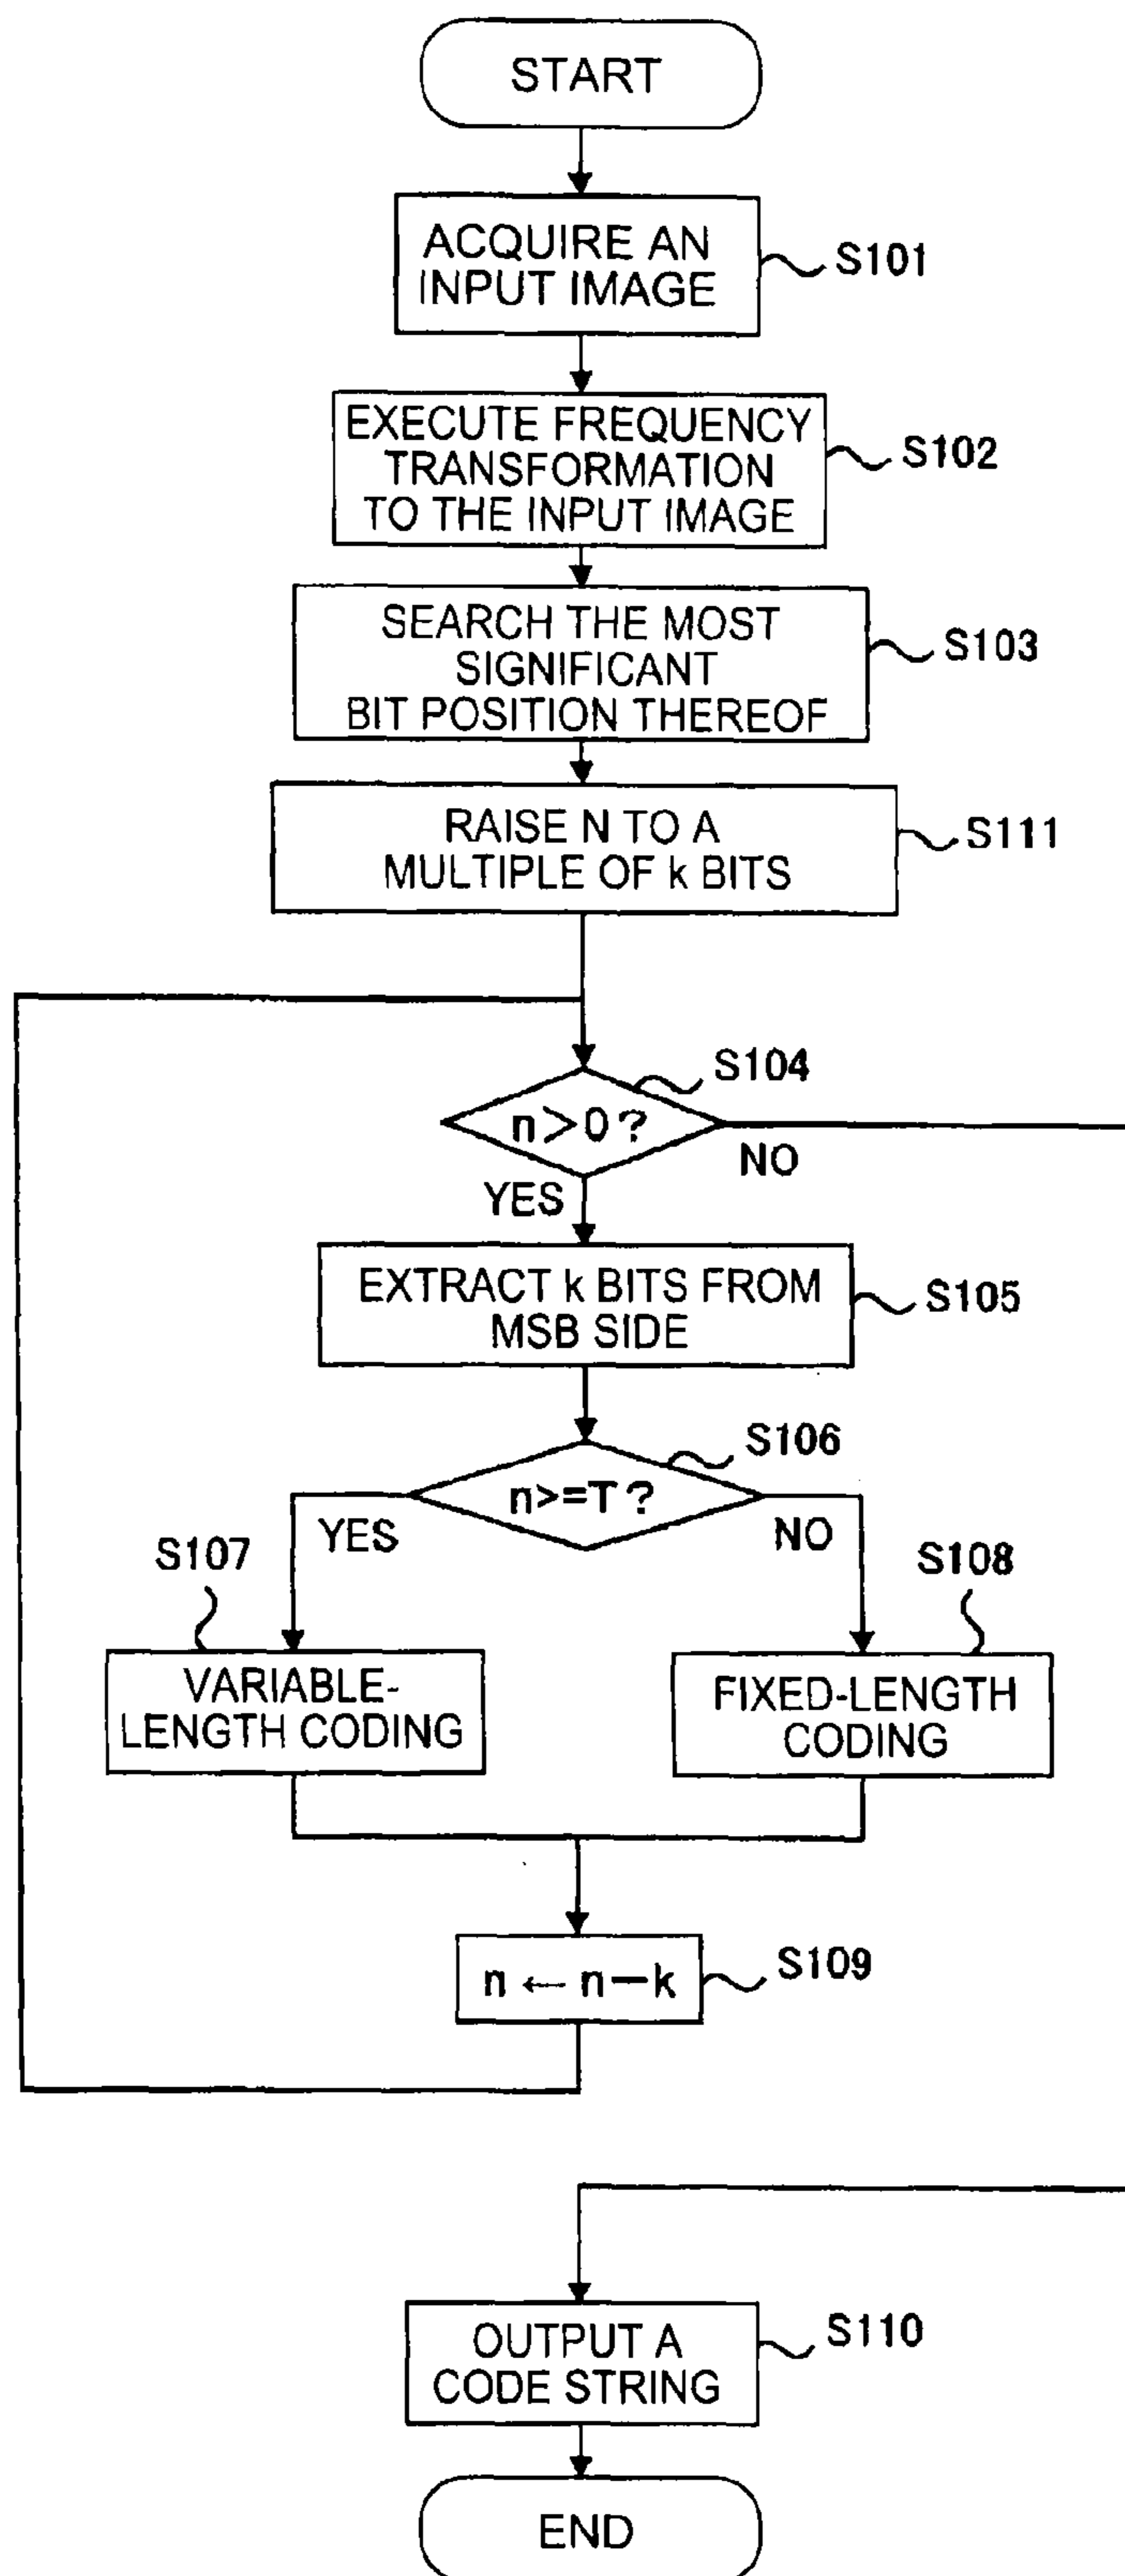 START
ACQUIRE AN
INPUT IMAGE
S101
EXECUTE FREQUENCY
TRANSFORMATION
TO THE INPUT IMAGE
S102
SEARCH THE MOST
SIGNIFICANT
BIT POSITION THEREOF
S103
RAISE N TO A
MULTIPLE OF k BITS
S111
S104
n>0?
NO
YES
EXTRACT k BITS FROM
MSB SIDE
S105
S106
n>=T?
YES
NO
S107
S108
VARIABLE-
LENGTH CODING
FIXED-LENGTH
CODING
n ← n−k
S109
OUTPUT A
CODE STRING
S110
END